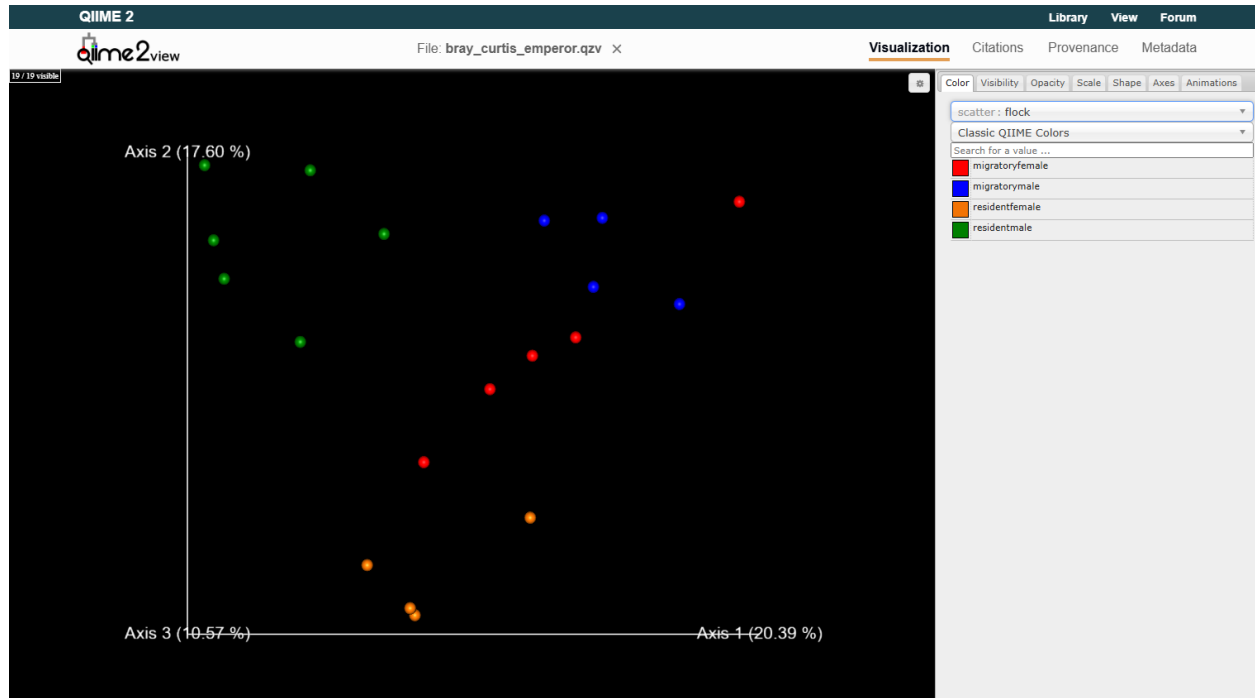 QIIME 2
Library View Forum
qiime2view
File: bray_curtis_emperor.qzv ×
Visualization Citations Provenance Metadata
19 / 19 visible
Color Visibility Opacity Scale Shape Axes Animations
scatter : flock
Classic QIIME Colors
Search for a value ...
migratoryfemale
migratorymale
residentfemale
residentmale
Axis 2 (17.60 %)
Axis 3 (10.57 %)
Axis 1 (20.39 %)